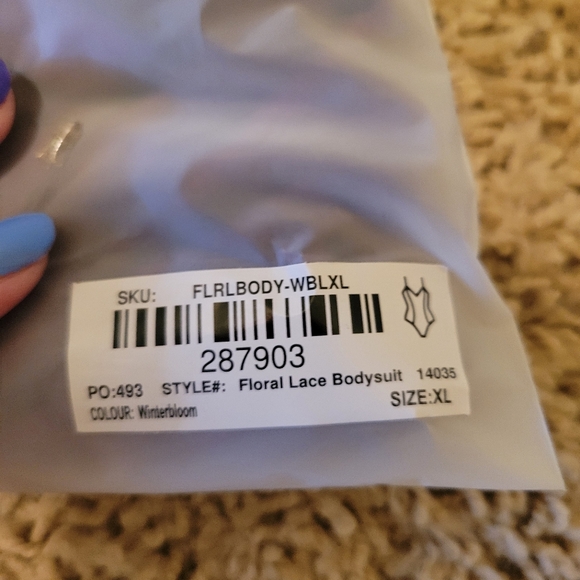 SKU: FLRLBODY-WBLXL
287903
PO:493 STYLE#: Floral Lace Bodysuit 14035
COLOUR: Winterbloom SIZE:XL